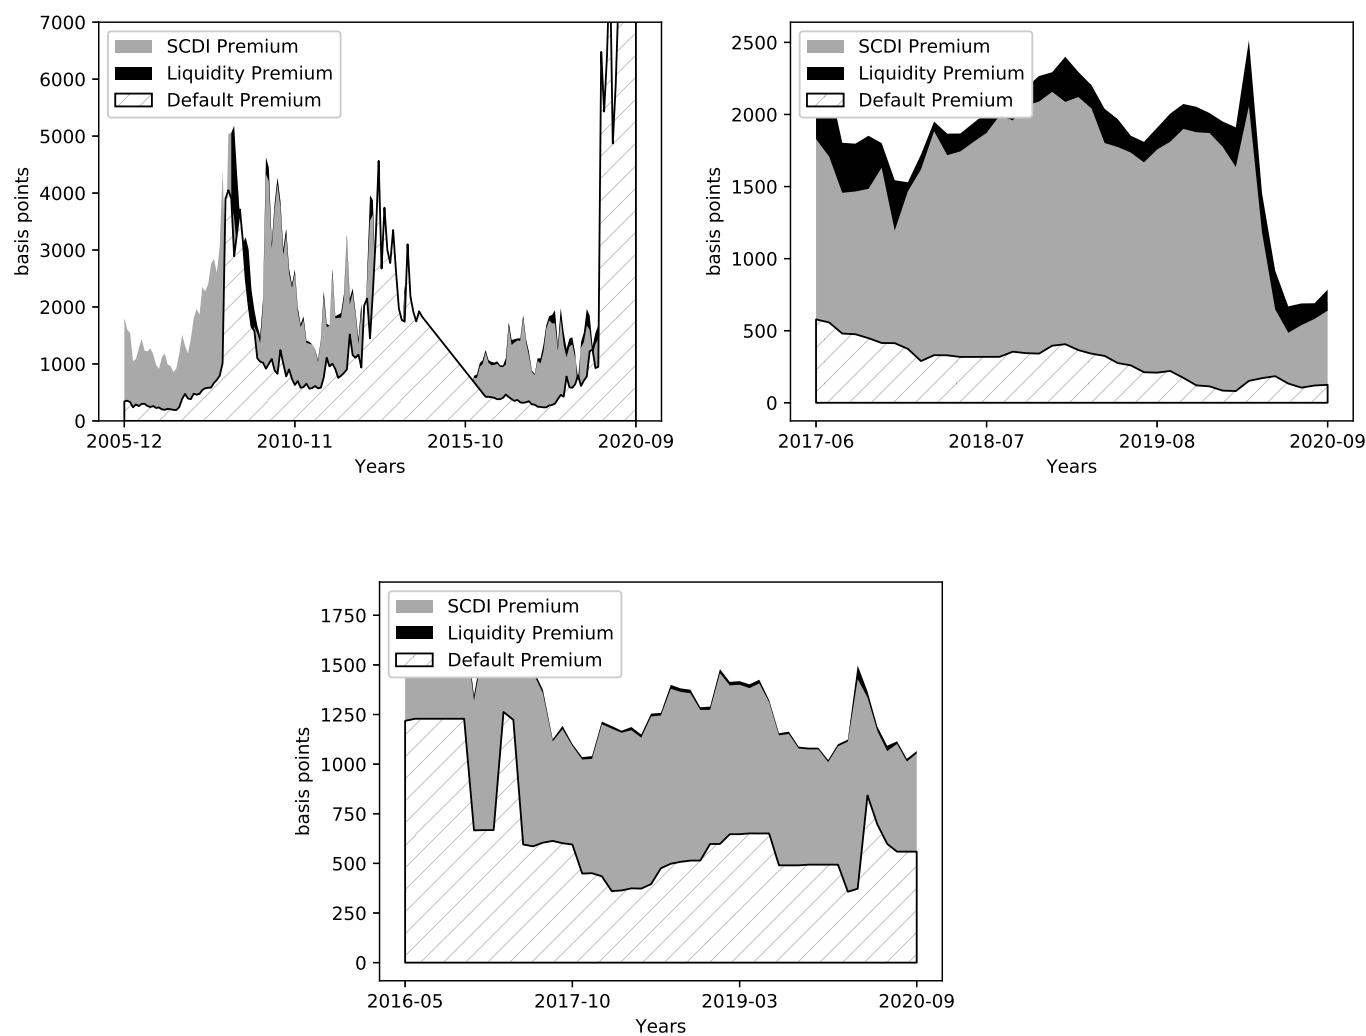 7000
6000
5000
4000
3000
2000
1000
0
basis points
SCDI Premium
Liquidity Premium
Default Premium
2005-12 2010-11 2015-10 2020-09
Years
2500
2000
1500
1000
500
0
basis points
SCDI Premium
Liquidity Premium
Default Premium
2017-06 2018-07 2019-08 2020-09
Years
1750
1500
1250
1000
750
500
250
0
basis points
SCDI Premium
Liquidity Premium
Default Premium
2016-05 2017-10 2019-03 2020-09
Years